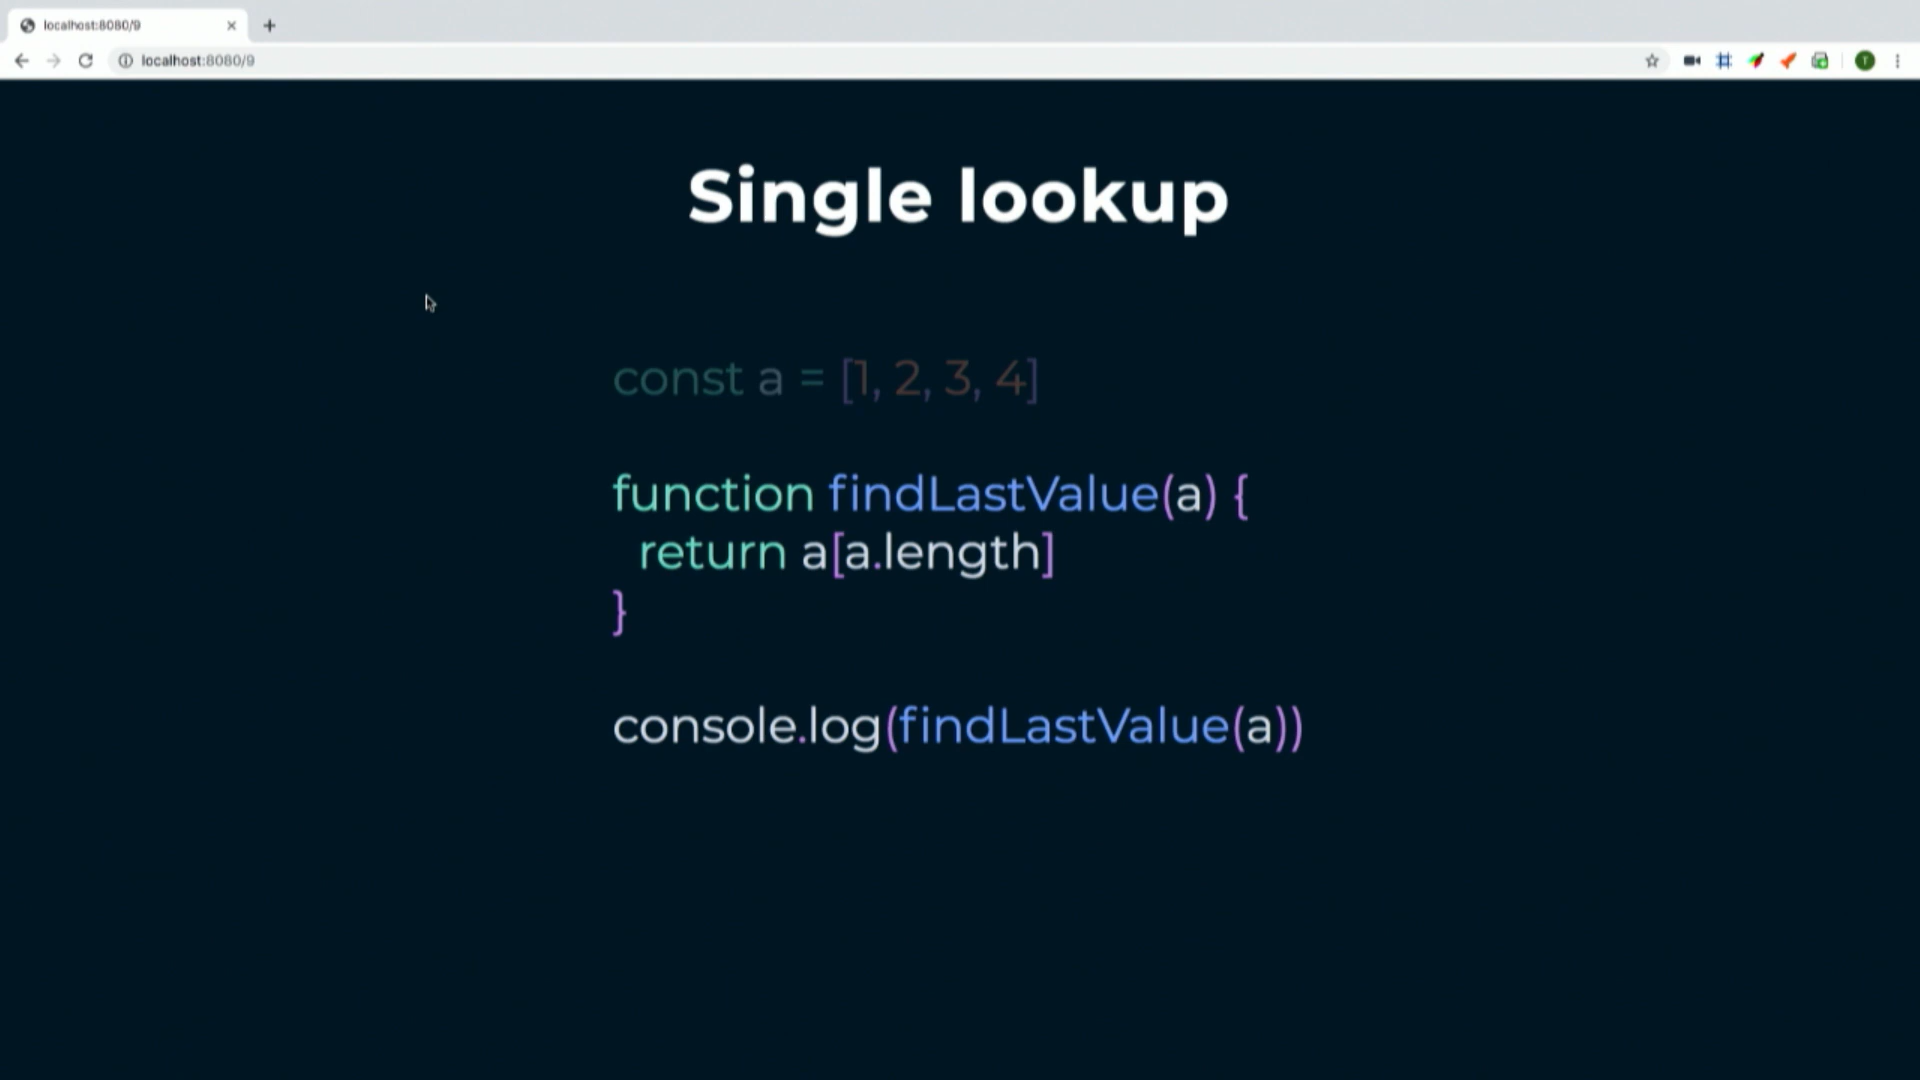 localhost:8080/9
localhost:8080/9
Single lookup
const a = [1, 2, 3, 4]
function findLastValue(a) {
return a[a.length]
}
console.log(findLastValue(a))